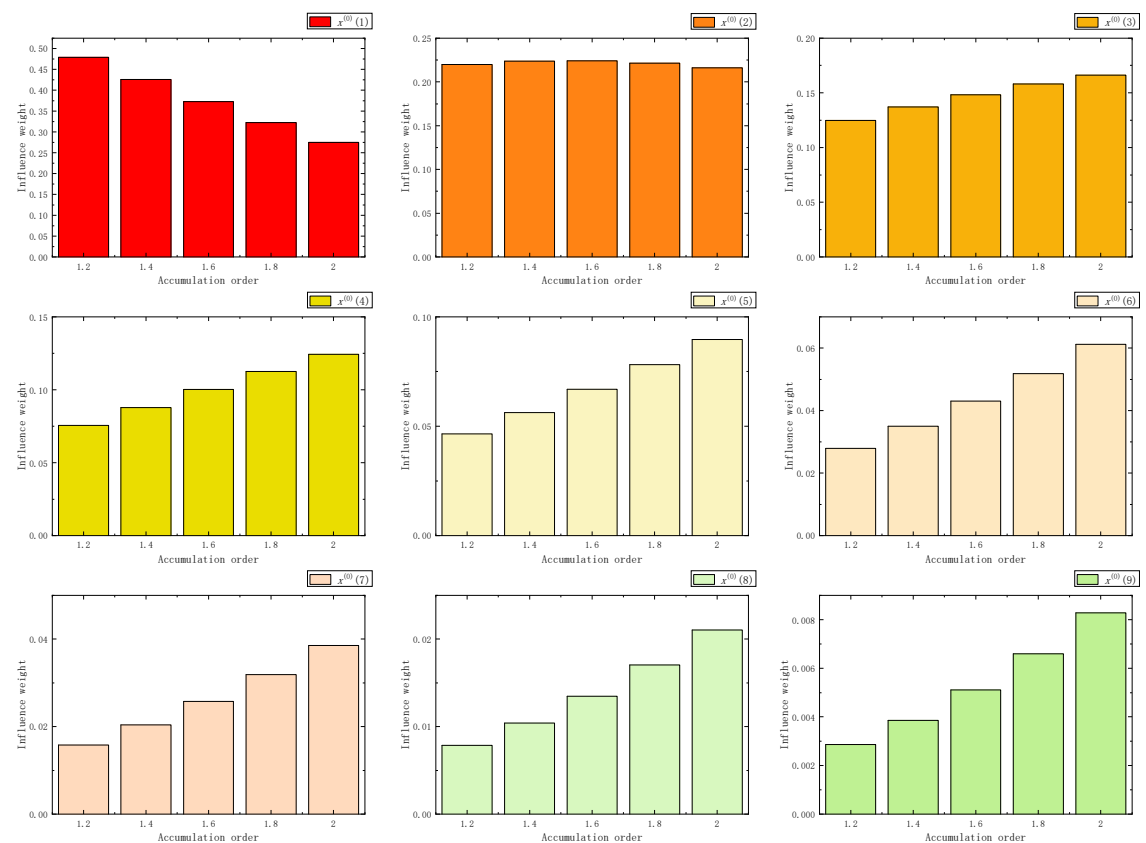 x⁽⁰⁾(1)
0.50
0.45
0.40
0.35
0.30
0.25
0.20
0.15
0.10
0.05
0.00
Influence weight
1.2 1.4 1.6 1.8 2
Accumulation order
x⁽⁰⁾(2)
0.25
0.20
0.15
0.10
0.05
0.00
Influence weight
1.2 1.4 1.6 1.8 2
Accumulation order
x⁽⁰⁾(3)
0.20
0.15
0.10
0.05
0.00
Influence weight
1.2 1.4 1.6 1.8 2
Accumulation order
x⁽⁰⁾(4)
0.15
0.10
0.05
0.00
Influence weight
1.2 1.4 1.6 1.8 2
Accumulation order
x⁽⁰⁾(5)
0.10
0.05
0.00
Influence weight
1.2 1.4 1.6 1.8 2
Accumulation order
x⁽⁰⁾(6)
0.06
0.04
0.02
0.00
Influence weight
1.2 1.4 1.6 1.8 2
Accumulation order
x⁽⁰⁾(7)
0.04
0.02
0.00
Influence weight
1.2 1.4 1.6 1.8 2
Accumulation order
x⁽⁰⁾(8)
0.02
0.01
0.00
Influence weight
1.2 1.4 1.6 1.8 2
Accumulation order
x⁽⁰⁾(9)
0.008
0.006
0.004
0.002
0.000
Influence weight
1.2 1.4 1.6 1.8 2
Accumulation order